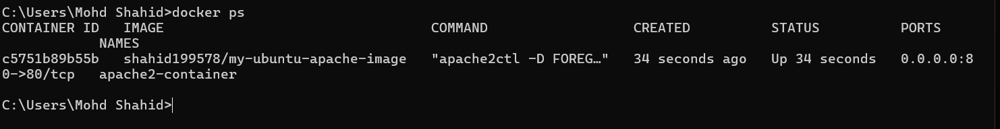 C:\Users\Mohd Shahid>docker ps
CONTAINER ID   IMAGE                                 COMMAND                  CREATED          STATUS          PORTS
            NAMES
c5751b89b55b   shahid199578/my-ubuntu-apache-image   "apache2ctl -D FOREG…"   34 seconds ago   Up 34 seconds   0.0.0.0:8
0->80/tcp   apache2-container
C:\Users\Mohd Shahid>